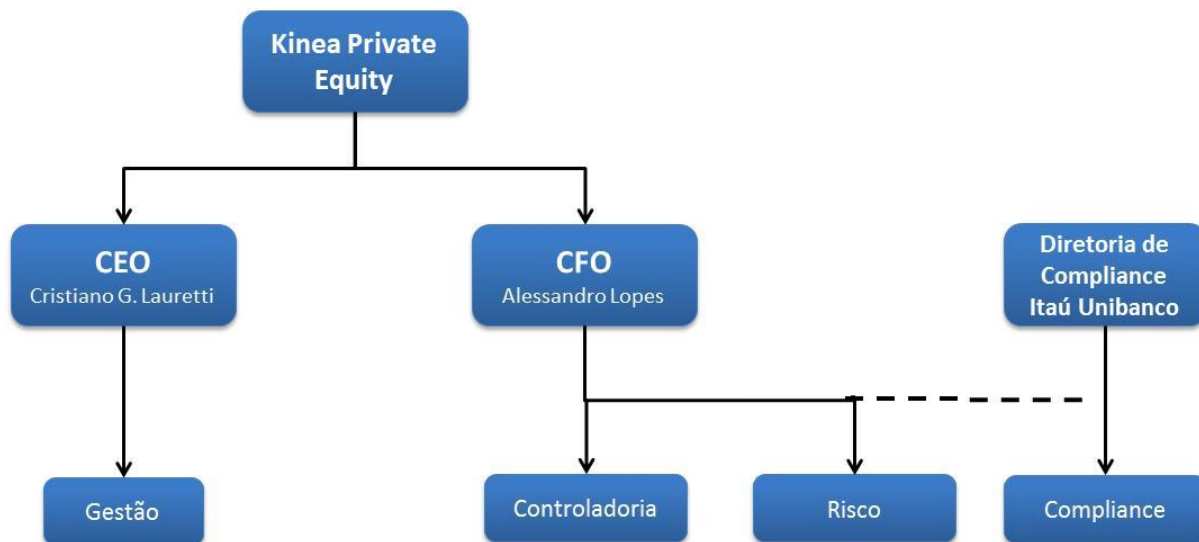 Kinea Private
Equity
CEO
Cristiano G. Lauretti
CFO
Alessandro Lopes
Diretoria de
Compliance
Itaú Unibanco
Gestão
Controladoria
Risco
Compliance